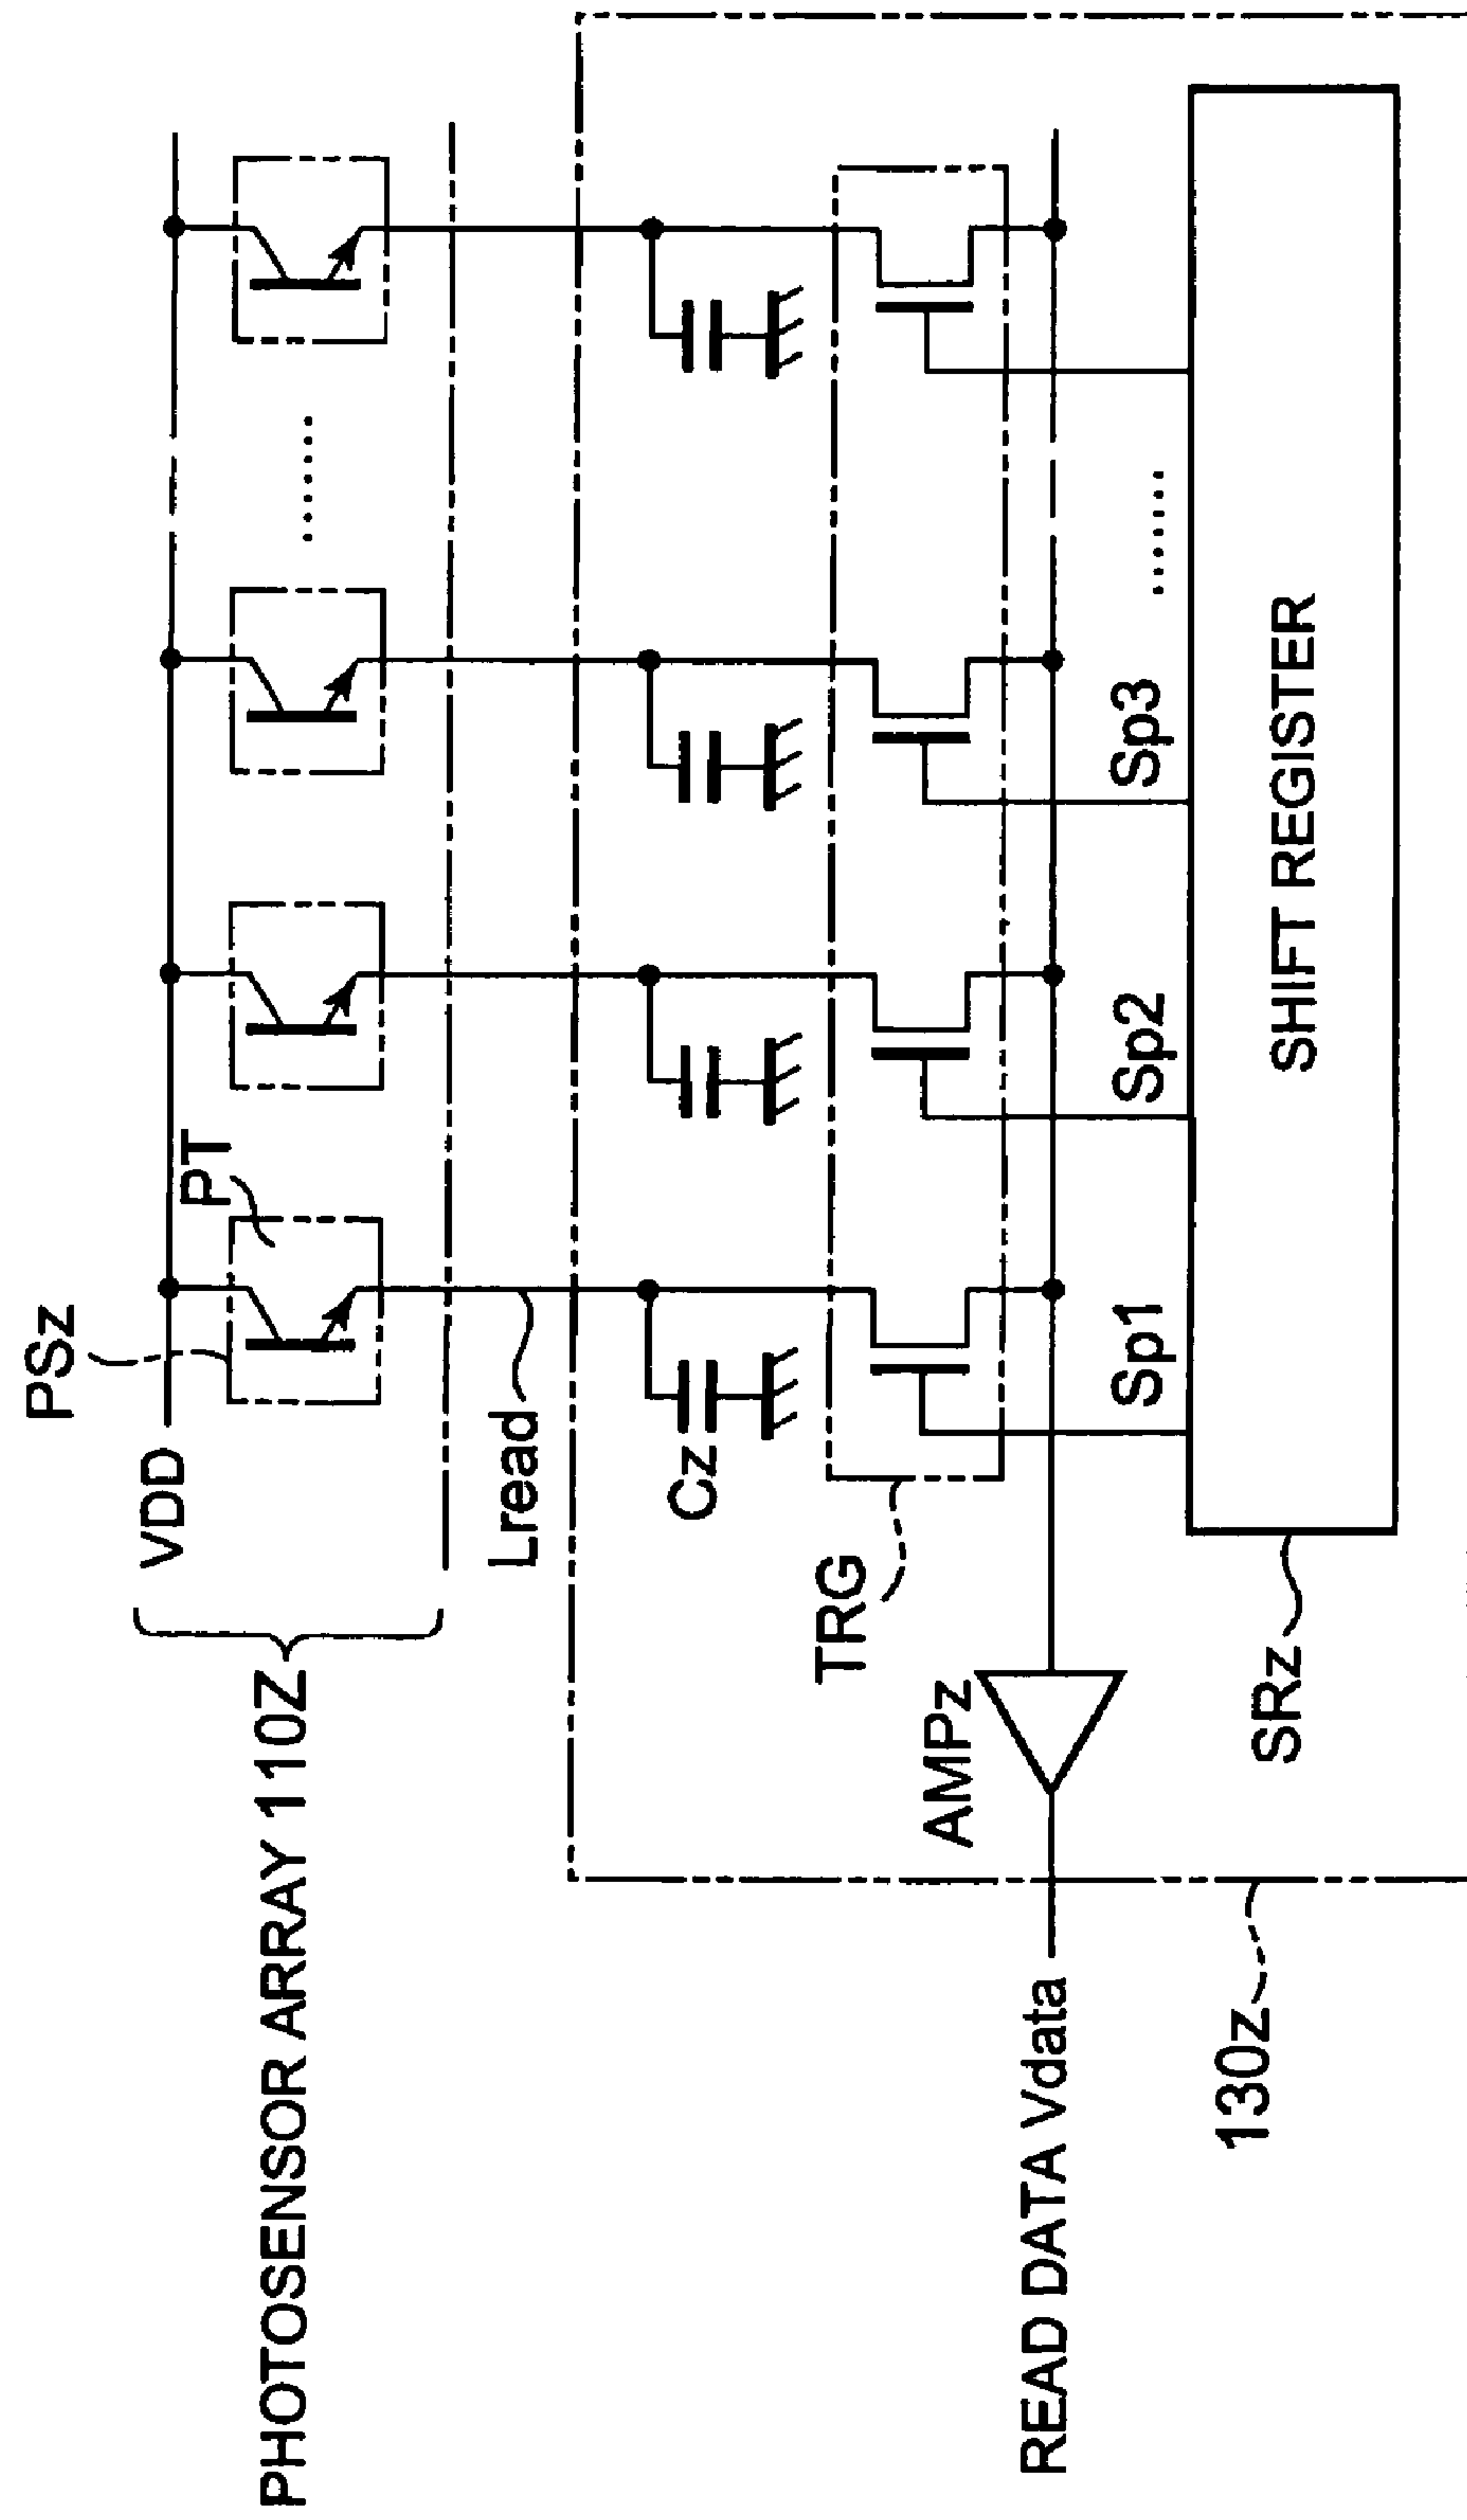 PSz
VDD
PT
PHOTOSENSOR ARRAY 110Z
Lread
Cz
TRG
AMPz
READ DATA Vdata
Sp1
Sp2
Sp3
SHIFT REGISTER
SRz
130z